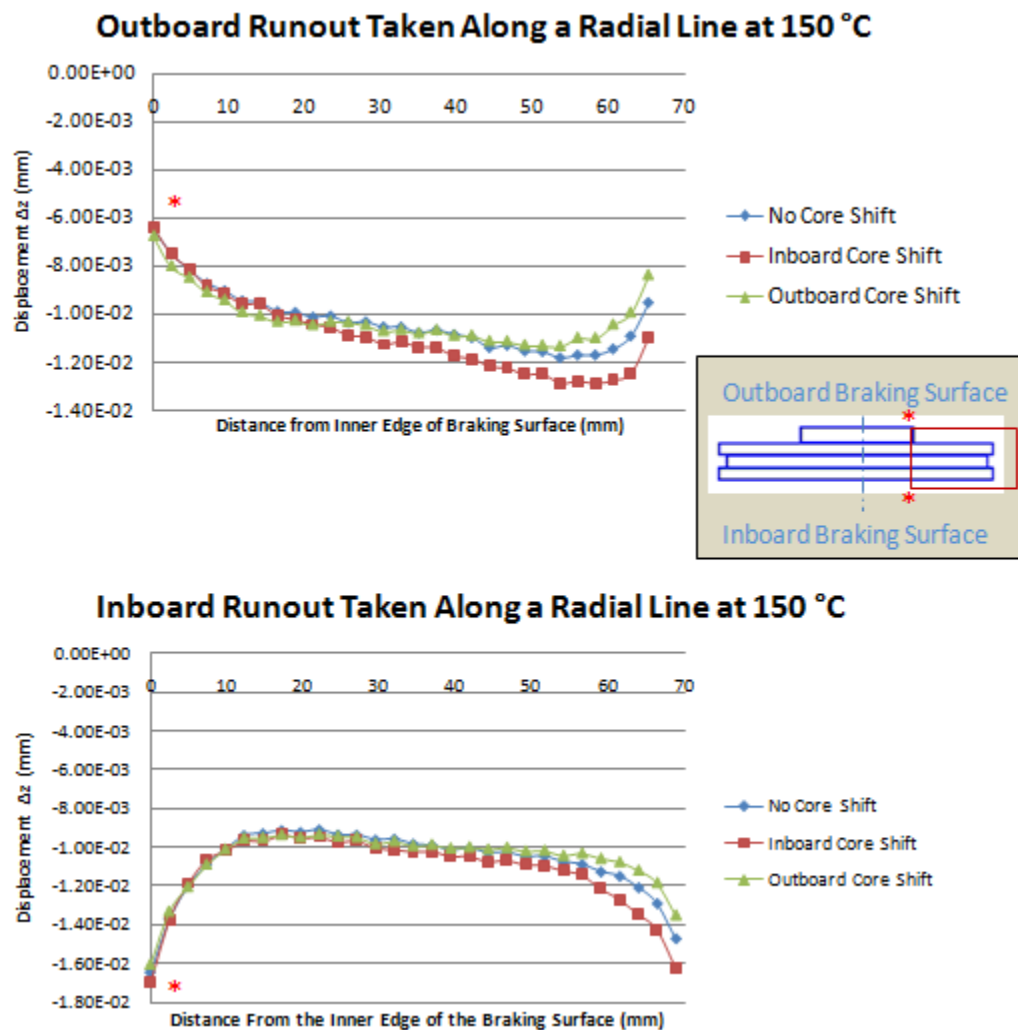 Outboard Runout Taken Along a Radial Line at 150 °C
Displacement Δz (mm)
0.00E+00
-2.00E-03
-4.00E-03
-6.00E-03
-8.00E-03
-1.00E-02
-1.20E-02
-1.40E-02
0 10 20 30 40 50 60 70
*
Distance from Inner Edge of Braking Surface (mm)
No Core Shift
Inboard Core Shift
Outboard Core Shift
Outboard Braking Surface
*
*
Inboard Braking Surface
Inboard Runout Taken Along a Radial Line at 150 °C
Displacement Δz (mm)
0.00E+00
-2.00E-03
-4.00E-03
-6.00E-03
-8.00E-03
-1.00E-02
-1.20E-02
-1.40E-02
-1.60E-02
-1.80E-02
0 10 20 30 40 50 60 70
*
Distance From the Inner Edge of the Braking Surface (mm)
No Core Shift
Inboard Core Shift
Outboard Core Shift